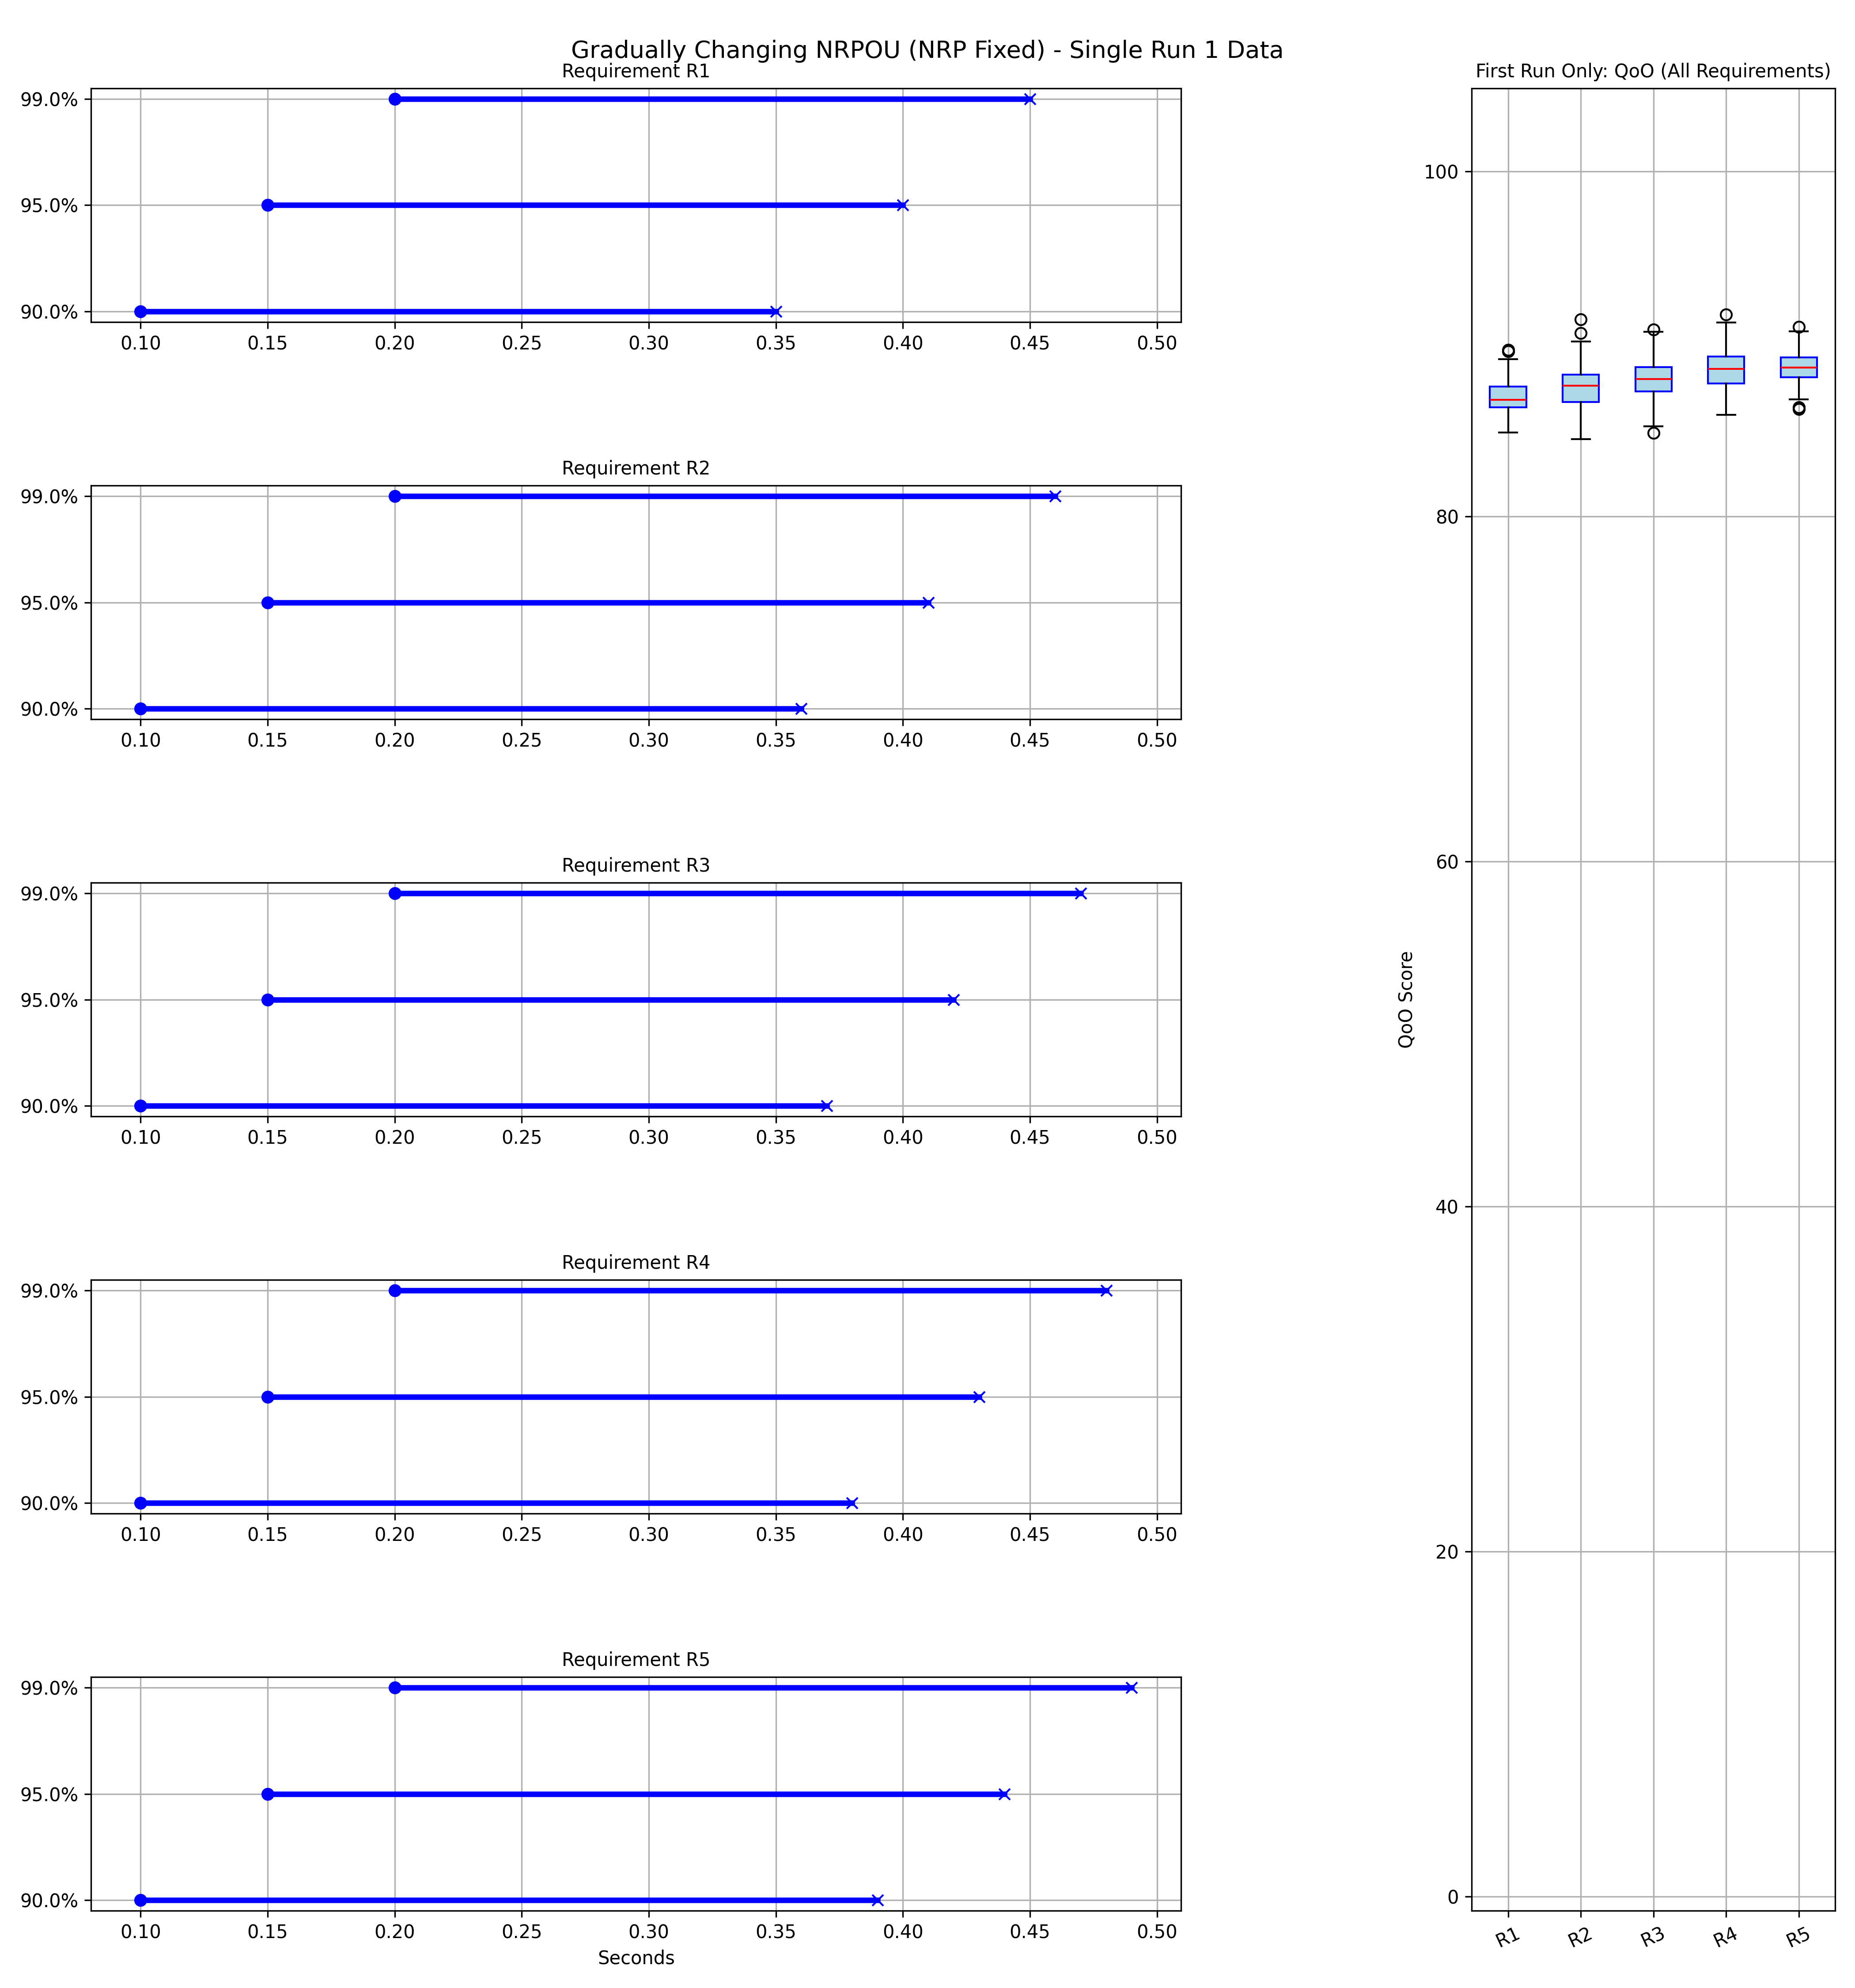 Gradually Changing NRPOU (NRP Fixed) - Single Run 1 Data
Requirement R1
99.0%
95.0%
90.0%
0.10 0.15 0.20 0.25 0.30 0.35 0.40 0.45 0.50
Requirement R2
99.0%
95.0%
90.0%
0.10 0.15 0.20 0.25 0.30 0.35 0.40 0.45 0.50
Requirement R3
99.0%
95.0%
90.0%
0.10 0.15 0.20 0.25 0.30 0.35 0.40 0.45 0.50
Requirement R4
99.0%
95.0%
90.0%
0.10 0.15 0.20 0.25 0.30 0.35 0.40 0.45 0.50
Requirement R5
99.0%
95.0%
90.0%
0.10 0.15 0.20 0.25 0.30 0.35 0.40 0.45 0.50
Seconds
First Run Only: QoO (All Requirements)
QoO Score
100
80
60
40
20
0
R1 R2 R3 R4 R5